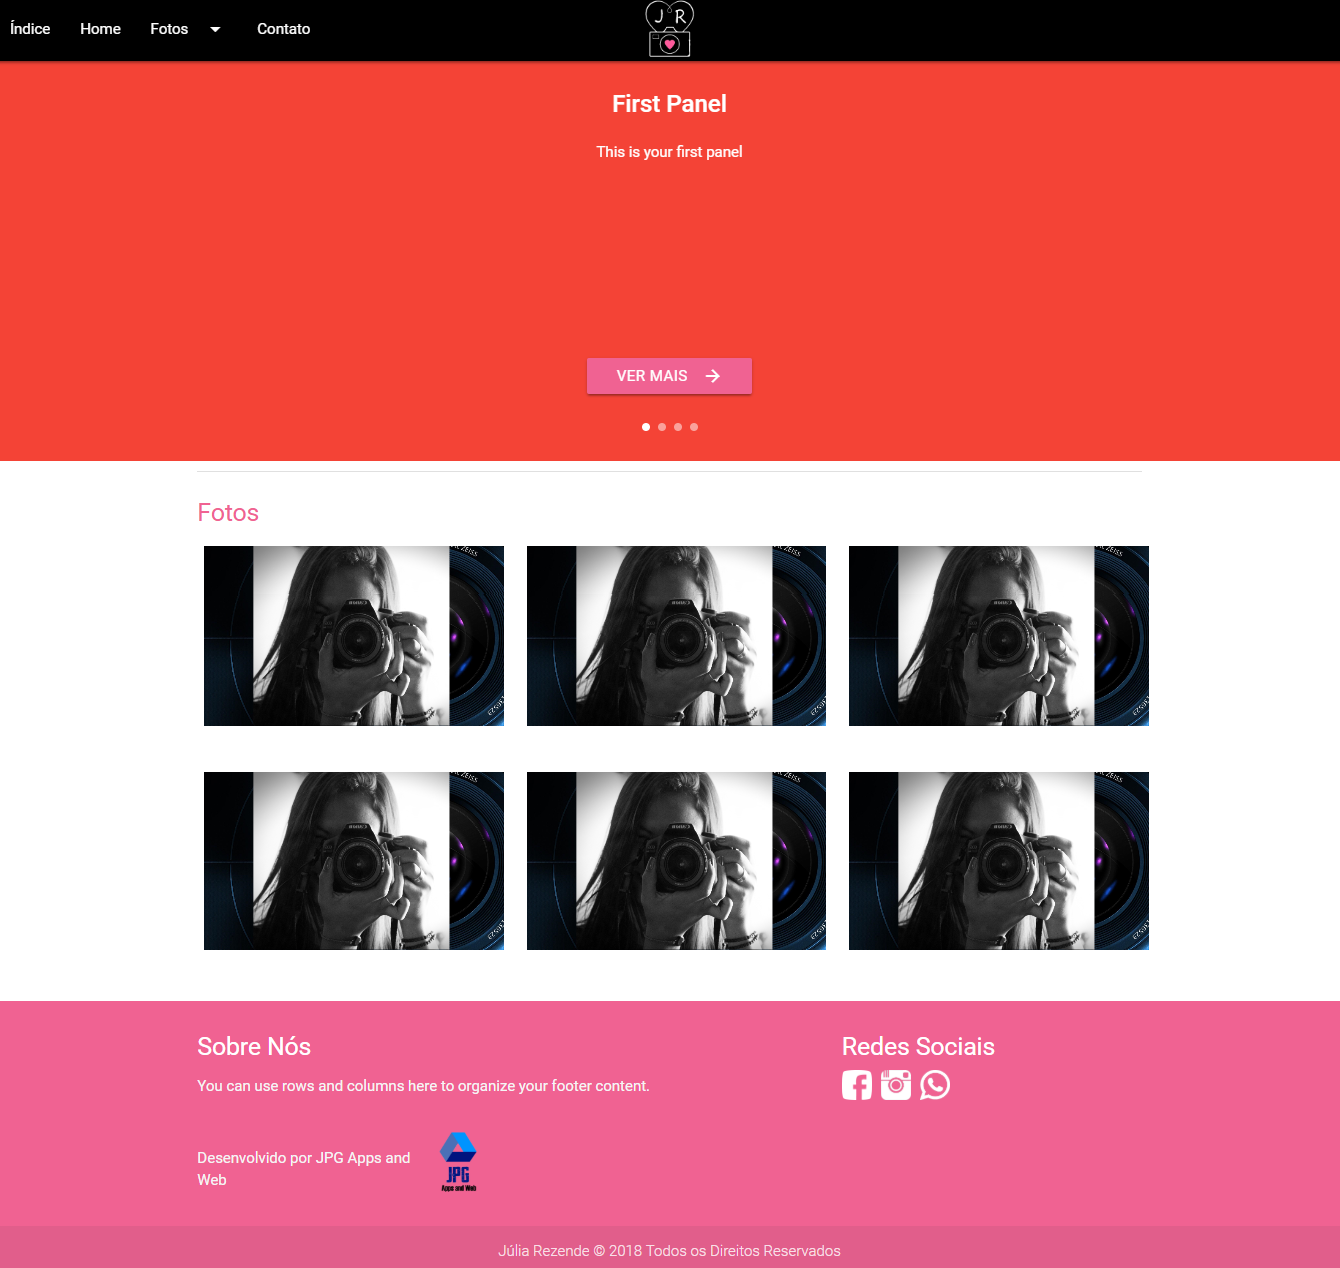 Índice Home Fotos Contato
J R
First Panel
This is your first panel
VER MAIS
Fotos
Sobre Nós
You can use rows and columns here to organize your footer content.
Desenvolvido por JPG Apps and
Web
JPG
Apps and Web
Redes Sociais
Júlia Rezende © 2018 Todos os Direitos Reservados